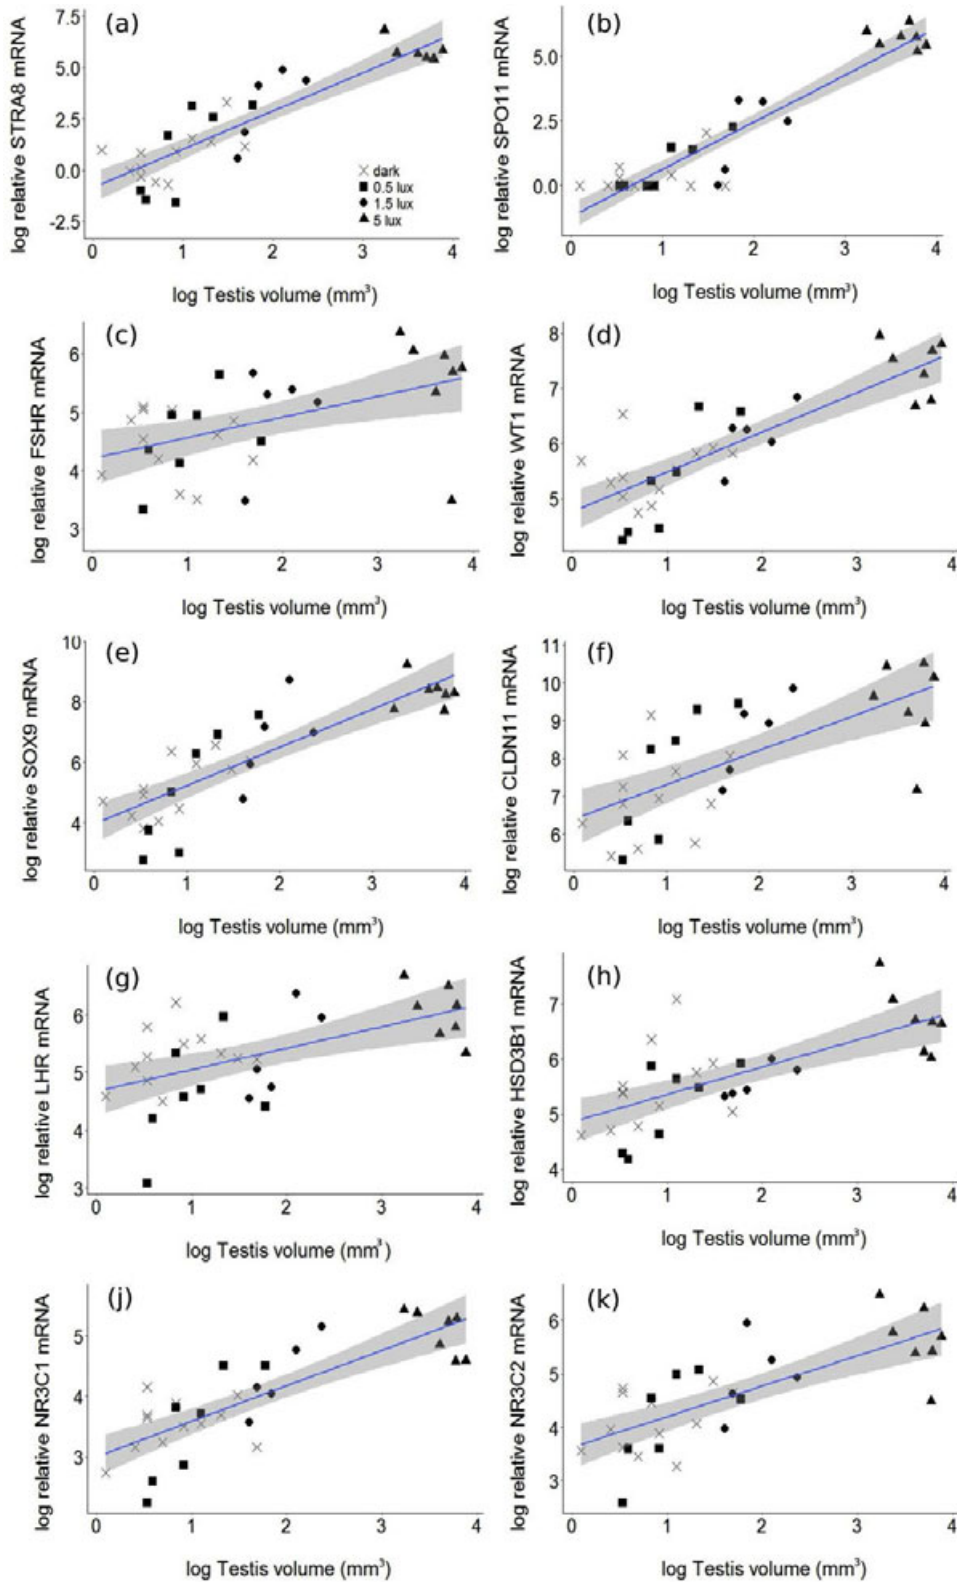 (a)
log relative STRA8 mRNA
7.5
5.0
2.5
0.0
-2.5
dark
0.5 lux
1.5 lux
5 lux
0 1 2 3 4
log Testis volume (mm³)
(b)
log relative SPO11 mRNA
5.0
2.5
0.0
0 1 2 3 4
log Testis volume (mm³)
(c)
log relative FSHR mRNA
6
5
4
3
0 1 2 3 4
log Testis volume (mm³)
(d)
log relative WT1 mRNA
8
7
6
5
0 1 2 3 4
log Testis volume (mm³)
(e)
log relative SOX9 mRNA
10
8
6
4
0 1 2 3 4
log Testis volume (mm³)
(f)
log relative CLDN11 mRNA
11
10
9
8
7
6
0 1 2 3 4
log Testis volume (mm³)
(g)
log relative LHR mRNA
6
5
4
3
0 1 2 3 4
log Testis volume (mm³)
(h)
log relative HSD3B1 mRNA
7
6
5
4
0 1 2 3 4
log Testis volume (mm³)
(j)
log relative NR3C1 mRNA
5
4
3
0 1 2 3 4
log Testis volume (mm³)
(k)
log relative NR3C2 mRNA
6
5
4
3
0 1 2 3 4
log Testis volume (mm³)